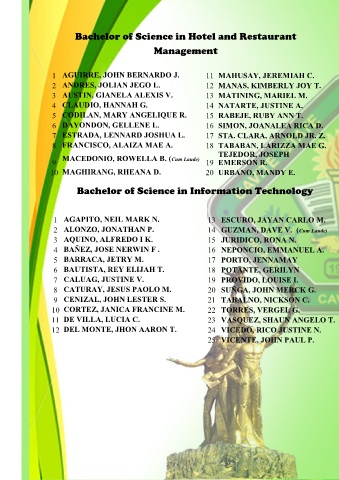 Bachelor of Science in Hotel and Restaurant
Management
1 AGUIRRE, JOHN BERNARDO J.
2 ANDRES, JOLIAN JEGO L.
3 AUSTIN, GIANELA ALEXIS V.
4 CLAUDIO, HANNAH G.
5 CODILAN, MARY ANGELIQUE R.
6 DAYONDON, GELLENE L.
7 ESTRADA, LENNARD JOSHUA L.
8 FRANCISCO, ALAIZA MAE A.
9 MACEDONIO, ROWELLA B. (Cum Laude)
10 MAGHIRANG, RHEANA D.
11 MAHUSAY, JEREMIAH C.
12 MANAS, KIMBERLY JOY T.
13 MATINING, MARIEL M.
14 NATARTE, JUSTINE A.
15 RABEJE, RUBY ANN T.
16 SIMON, JOANALEA RICA D.
17 STA. CLARA, ARNOLD JR. Z.
18 TABABAN, LARIZZA MAE G.
TEJEDOR, JOSEPH
19 EMERSON R.
20 URBANO, MANDY E.
Bachelor of Science in Information Technology
1 AGAPITO, NEIL MARK N.
2 ALONZO, JONATHAN P.
3 AQUINO, ALFREDO I K.
4 BAÑEZ, JOSE NERWIN F.
5 BARRACA, JETRY M.
6 BAUTISTA, REY ELIJAH T.
7 CALUAG, JUSTINE V.
8 CATURAY, JESUS PAOLO M.
9 CENIZAL, JOHN LESTER S.
10 CORTEZ, JANICA FRANCINE M.
11 DE VILLA, LUCIA C.
12 DEL MONTE, JHON AARON T.
13 ESCURO, JAYAN CARLO M.
14 GUZMAN, DAVE V. (Cum Laude)
15 JURIDICO, RONA N.
16 NEPONCIO, EMMANUEL A.
17 PORTO, JENNAMAY
18 POTANTE, GERILYN
19 PROVIDO, LOUISE I.
20 SUNGA, JOHN MERCK G.
21 TABALNO, NICKSON C.
22 TORRES, VERGEL G.
23 VASQUEZ, SHAUN ANGELO T.
24 VICEDO, RICO JUSTINE N.
25 VICENTE, JOHN PAUL P.